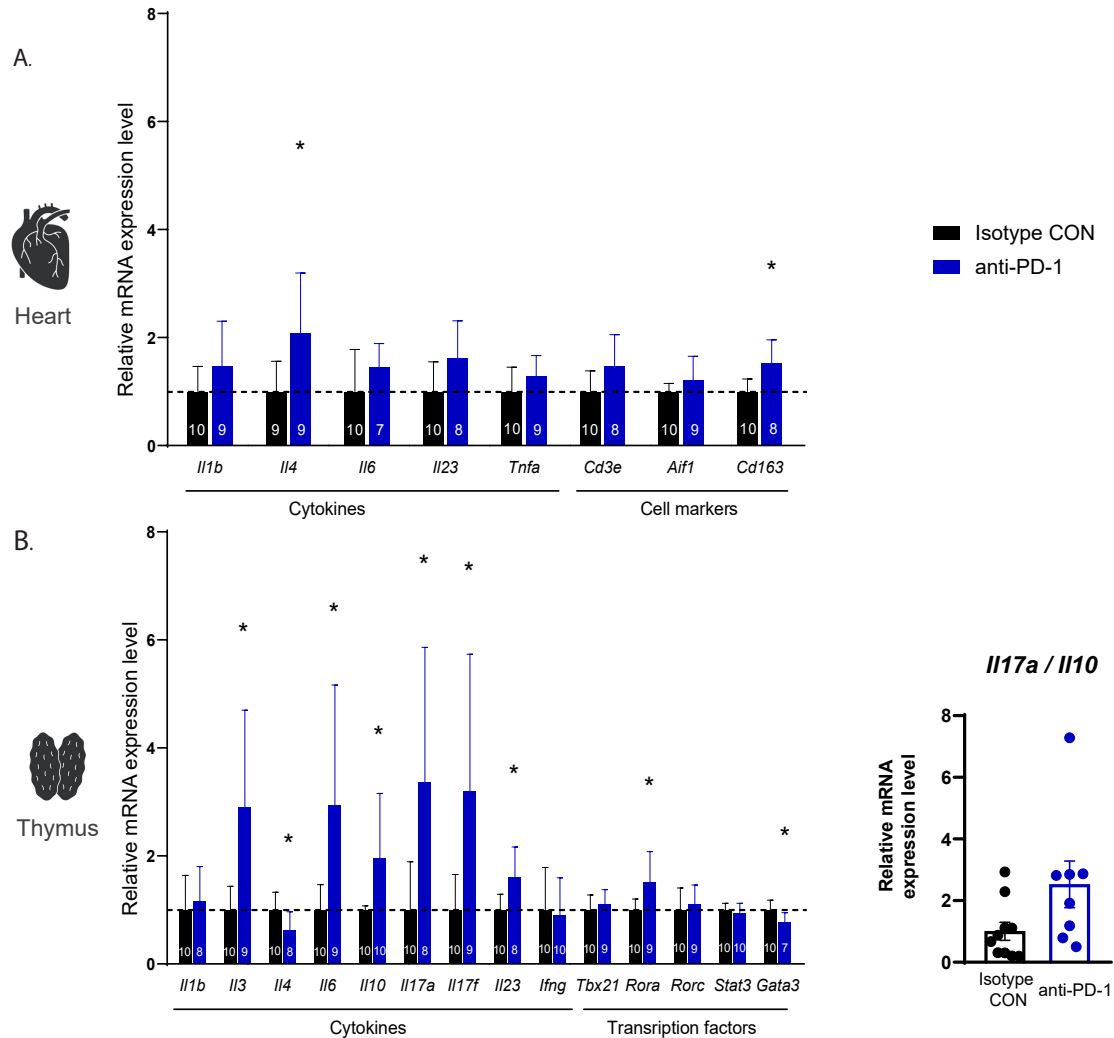 A.
Heart
Relative mRNA expression level
8
6
4
2
0
*
*
10 9 9 9 10 7 10 8 10 9 10 8 10 9 10 8
Il1b Il4 Il6 Il23 Tnfa Cd3e Aif1 Cd163
Cytokines Cell markers
Isotype CON
anti-PD-1
B.
Thymus
Relative mRNA expression level
8
6
4
2
0
* * * * * * * * *
10 8 10 9 10 8 10 9 10 10 10 8 10 9 10 8 10 10 10 9 10 9 10 9 10 10 10 7
Il1b Il3 Il4 Il6 Il10 Il17a Il17f Il23 Ifng Tbx21 Rora Rorc Stat3 Gata3
Cytokines Transription factors
Il17a / Il10
Relative mRNA
expression level
8
6
4
2
0
Isotype
CON
anti-PD-1